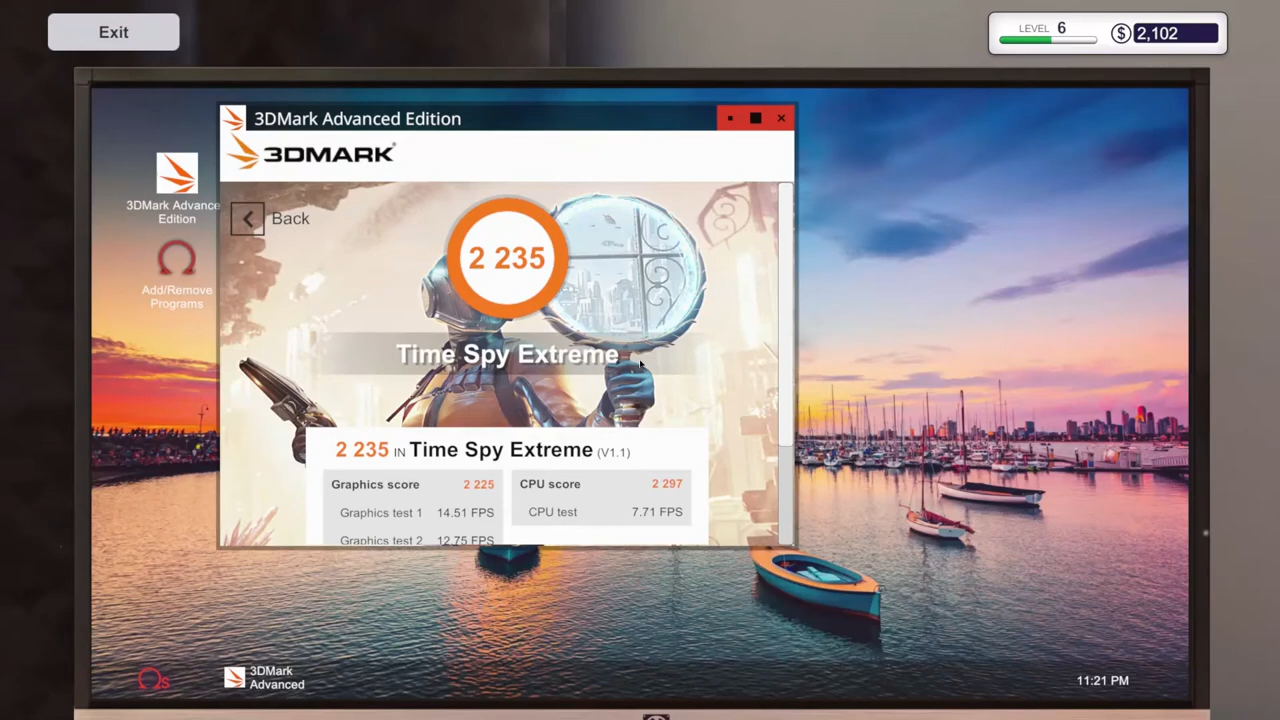 Exit
LEVEL 6
$ 2,102
3DMark Advanced Edition
3DMARK
Back
3DMark Advance
Edition
Add/Remove
Programs
2 235
Time Spy Extreme
2 235 IN Time Spy Extreme (V1.1)
Graphics score 2 225
Graphics test 1 14.51 FPS
Graphics test 2 12.75 FPS
CPU score 2 297
CPU test 7.71 FPS
Ωs
3DMark
Advanced
11:21 PM